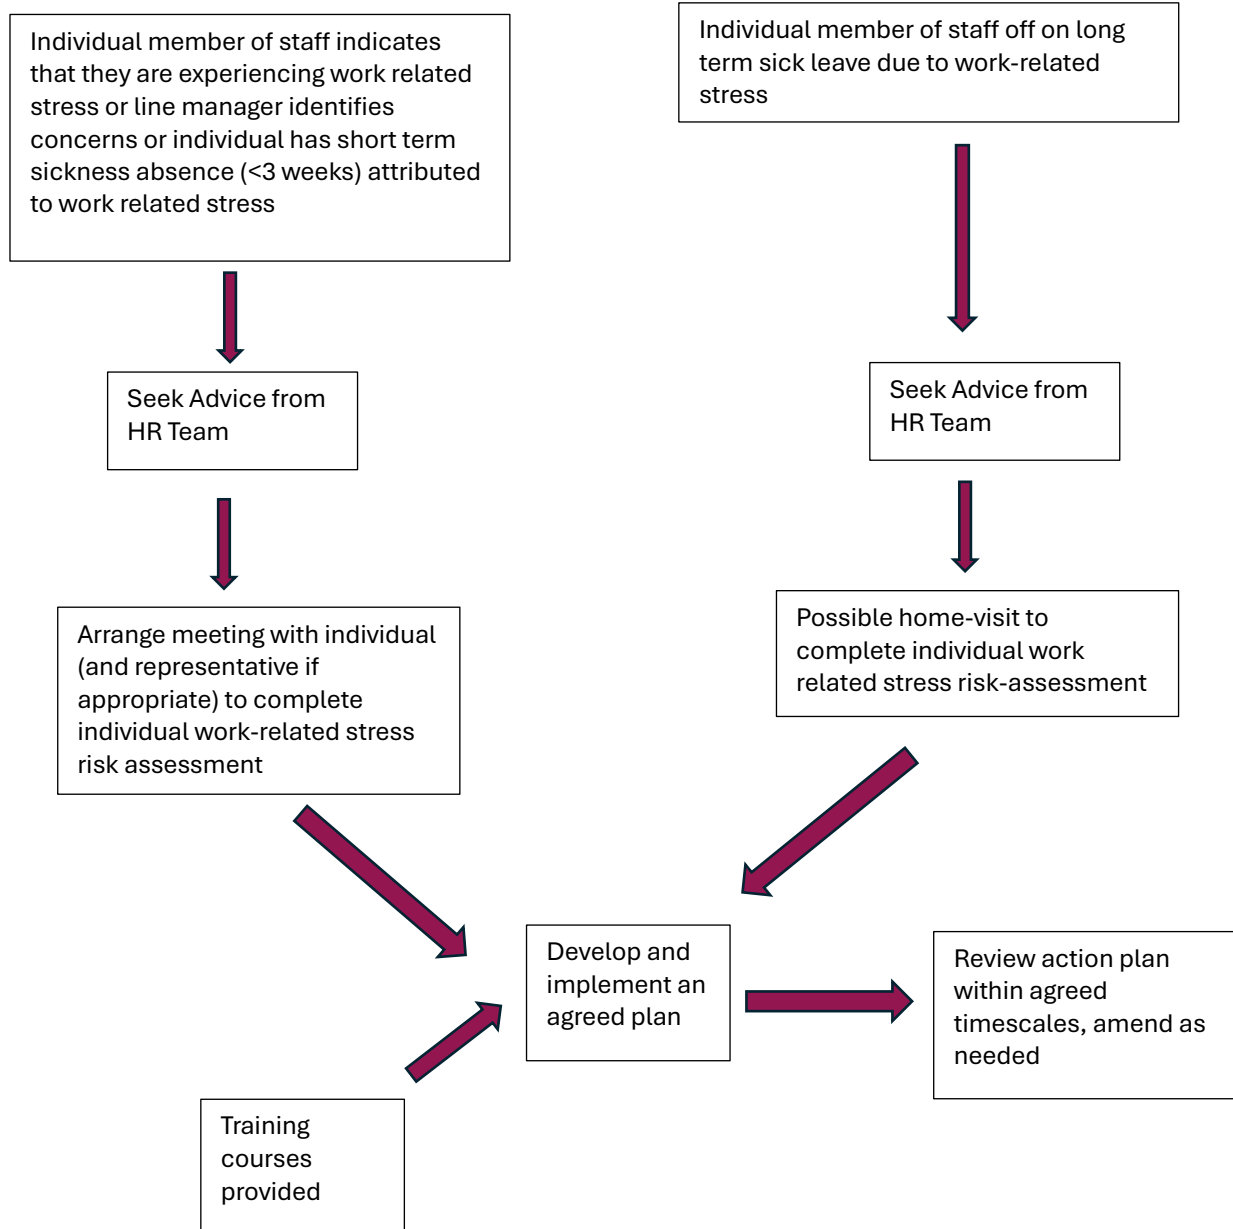 Individual member of staff indicates
that they are experiencing work related
stress or line manager identifies
concerns or individual has short term
sickness absence (<3 weeks) attributed
to work related stress
Individual member of staff off on long
term sick leave due to work-related
stress
Seek Advice from
HR Team
Seek Advice from
HR Team
Arrange meeting with individual
(and representative if
appropriate) to complete
individual work-related stress
risk assessment
Possible home-visit to
complete individual work
related stress risk-assessment
Develop and
implement an
agreed plan
Review action plan
within agreed
timescales, amend as
needed
Training
courses
provided